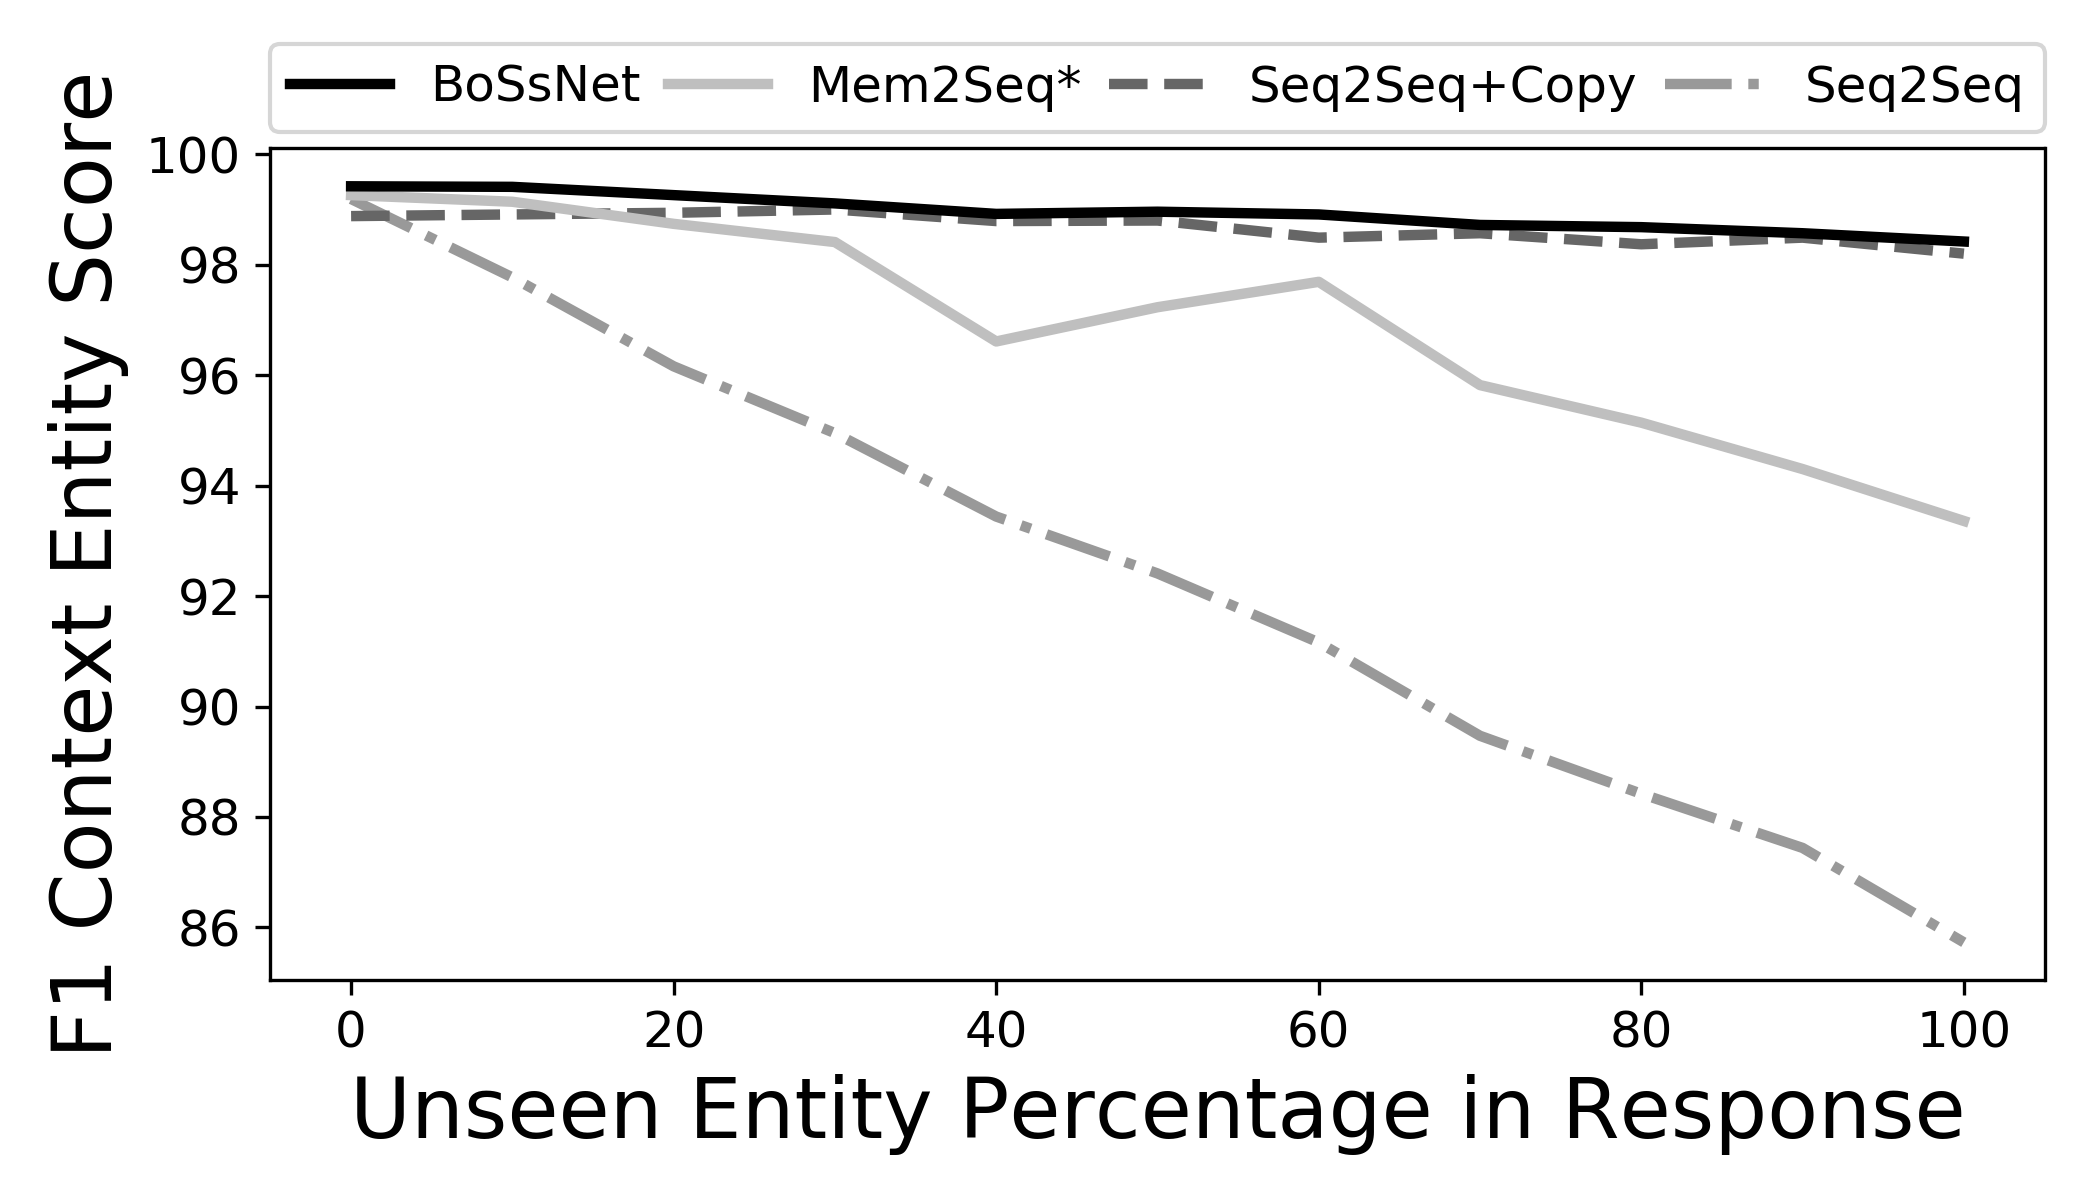 BoSsNet Mem2Seq* Seq2Seq+Copy Seq2Seq
F1 Context Entity Score
100
98
96
94
92
90
88
86
0 20 40 60 80 100
Unseen Entity Percentage in Response